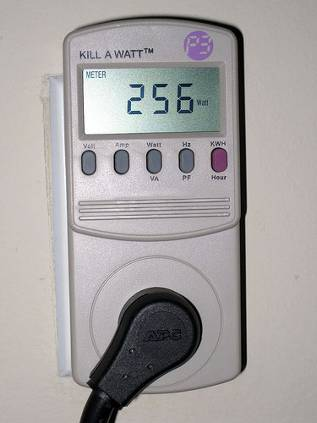 KILL A WATT™
P3
METER
256 Watt
Volt Amp Watt Hz KWH
VA PF Hour
APC